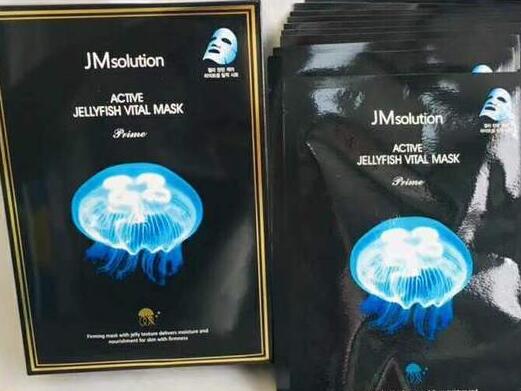 JMsolution
ACTIVE
JELLYFISH VITAL MASK
Prime
Firming mask with jelly texture delivers moisture and
nourishment for skin with firmness
JMsolution
ACTIVE
JELLYFISH VITAL MASK
Prime